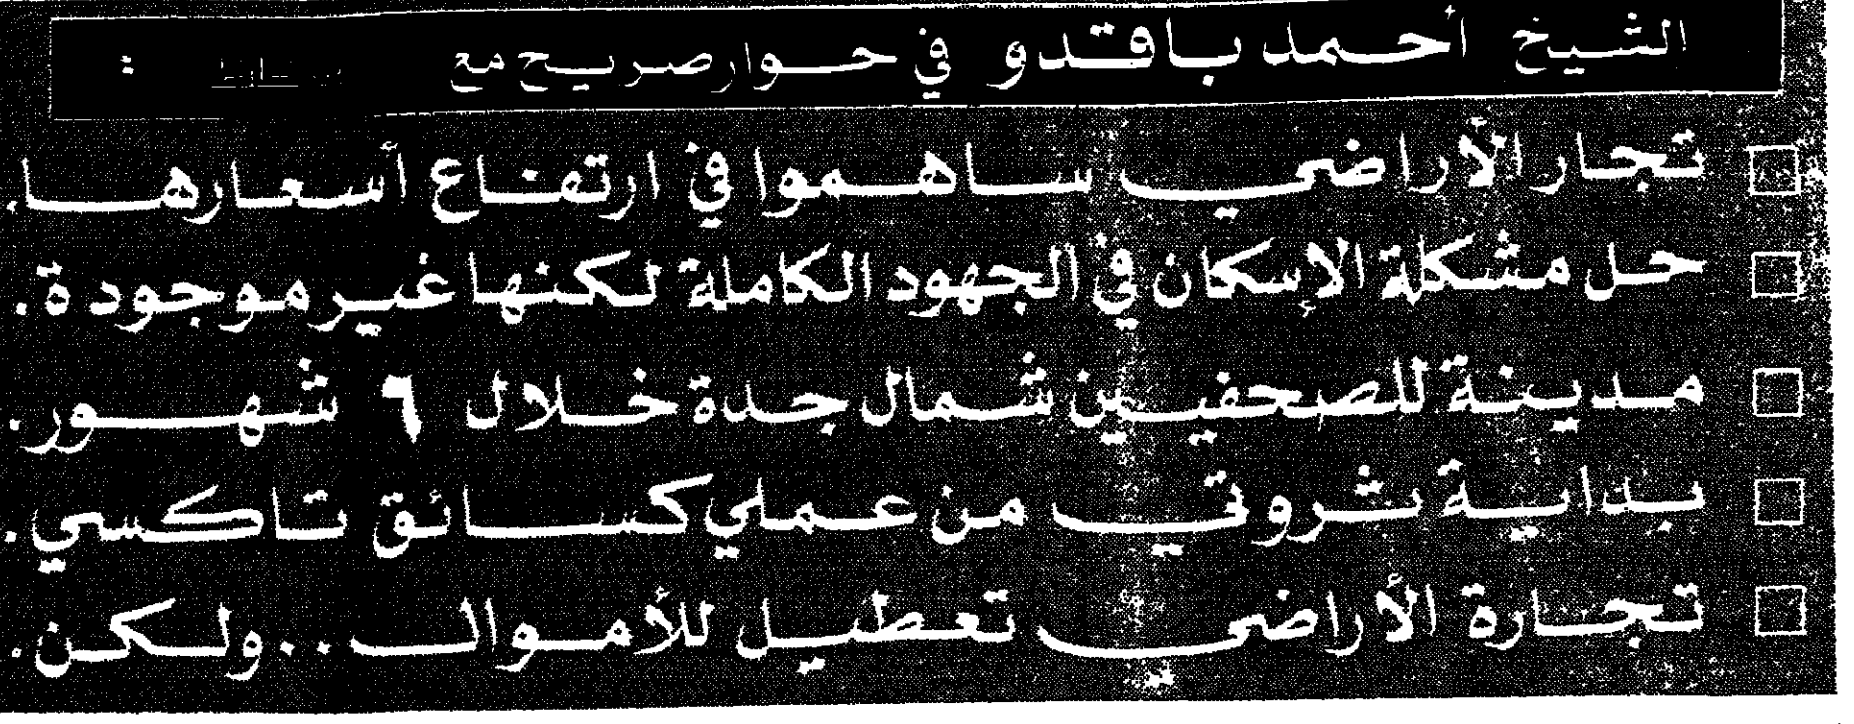 الشيخ أحمد باقدو في حوار صريح مع :
□ تجار الأراضي ساهموا في ارتفاع أسعارها.
□ حل مشكلة الإسكان في الجهود الكاملة لكنها غير موجودة.
□ مدينة للصحفيين شمال جدة خلال ٦ شهور.
□ بداية ثروتي من عملي كسائق تاكسي.
□ تجارة الأراضي تعطيل للأموال .. ولكن.